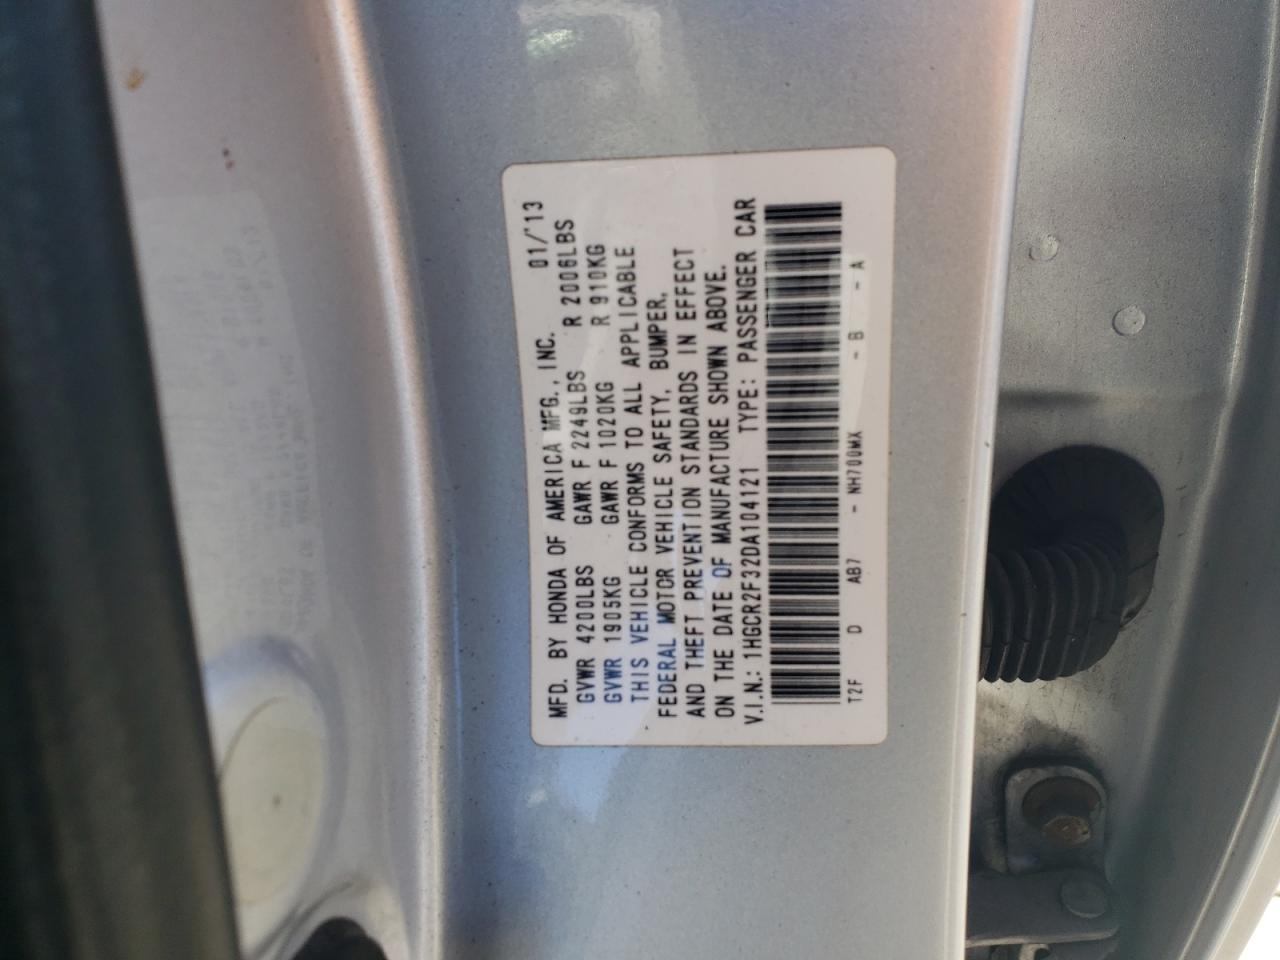 MFD. BY HONDA OF AMERICA MFG., INC. 01/'13
GVWR 4200LBS GAWR F 2249LBS R 2006LBS
GVWR 1905KG GAWR F 1020KG R 910KG
THIS VEHICLE CONFORMS TO ALL APPLICABLE
FEDERAL MOTOR VEHICLE SAFETY, BUMPER,
AND THEFT PREVENTION STANDARDS IN EFFECT
ON THE DATE OF MANUFACTURE SHOWN ABOVE.
V.I.N.: 1HGCR2F32DA104121 TYPE: PASSENGER CAR
T2F D AB7 - NH700MX - B - A